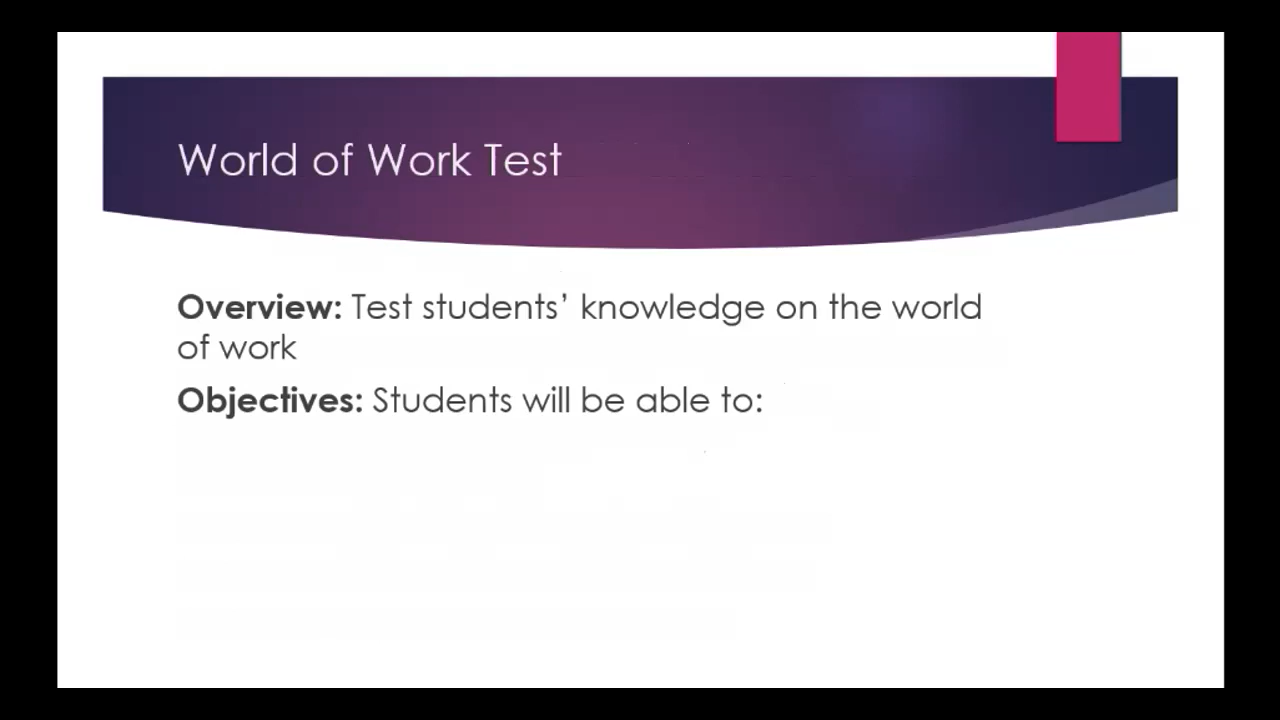 World of Work Test
Overview: Test students’ knowledge on the world
of work
Objectives: Students will be able to: